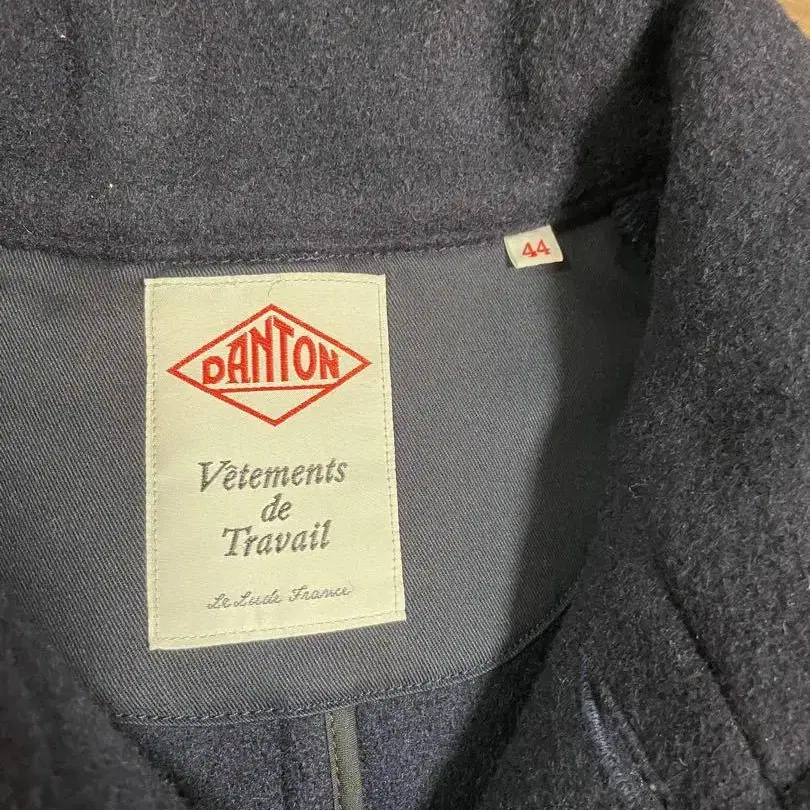 44
DANTON
Vêtements
de
Travail
Le Lude France